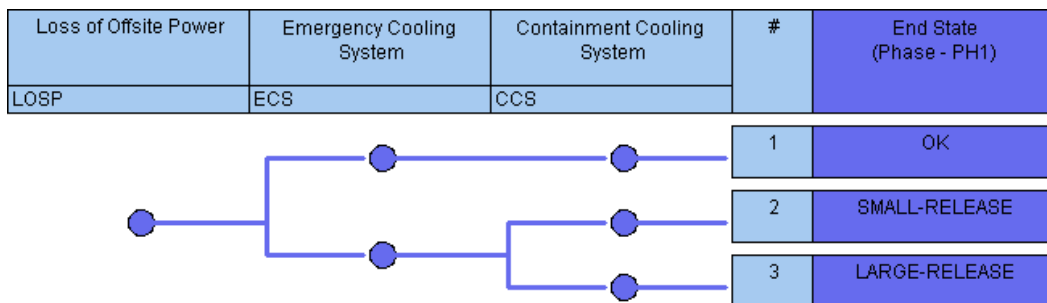 Loss of Offsite Power
Emergency Cooling
System
Containment Cooling
System
#
End State
(Phase - PH1)
LOSP
ECS
CCS
1
OK
2
SMALL-RELEASE
3
LARGE-RELEASE